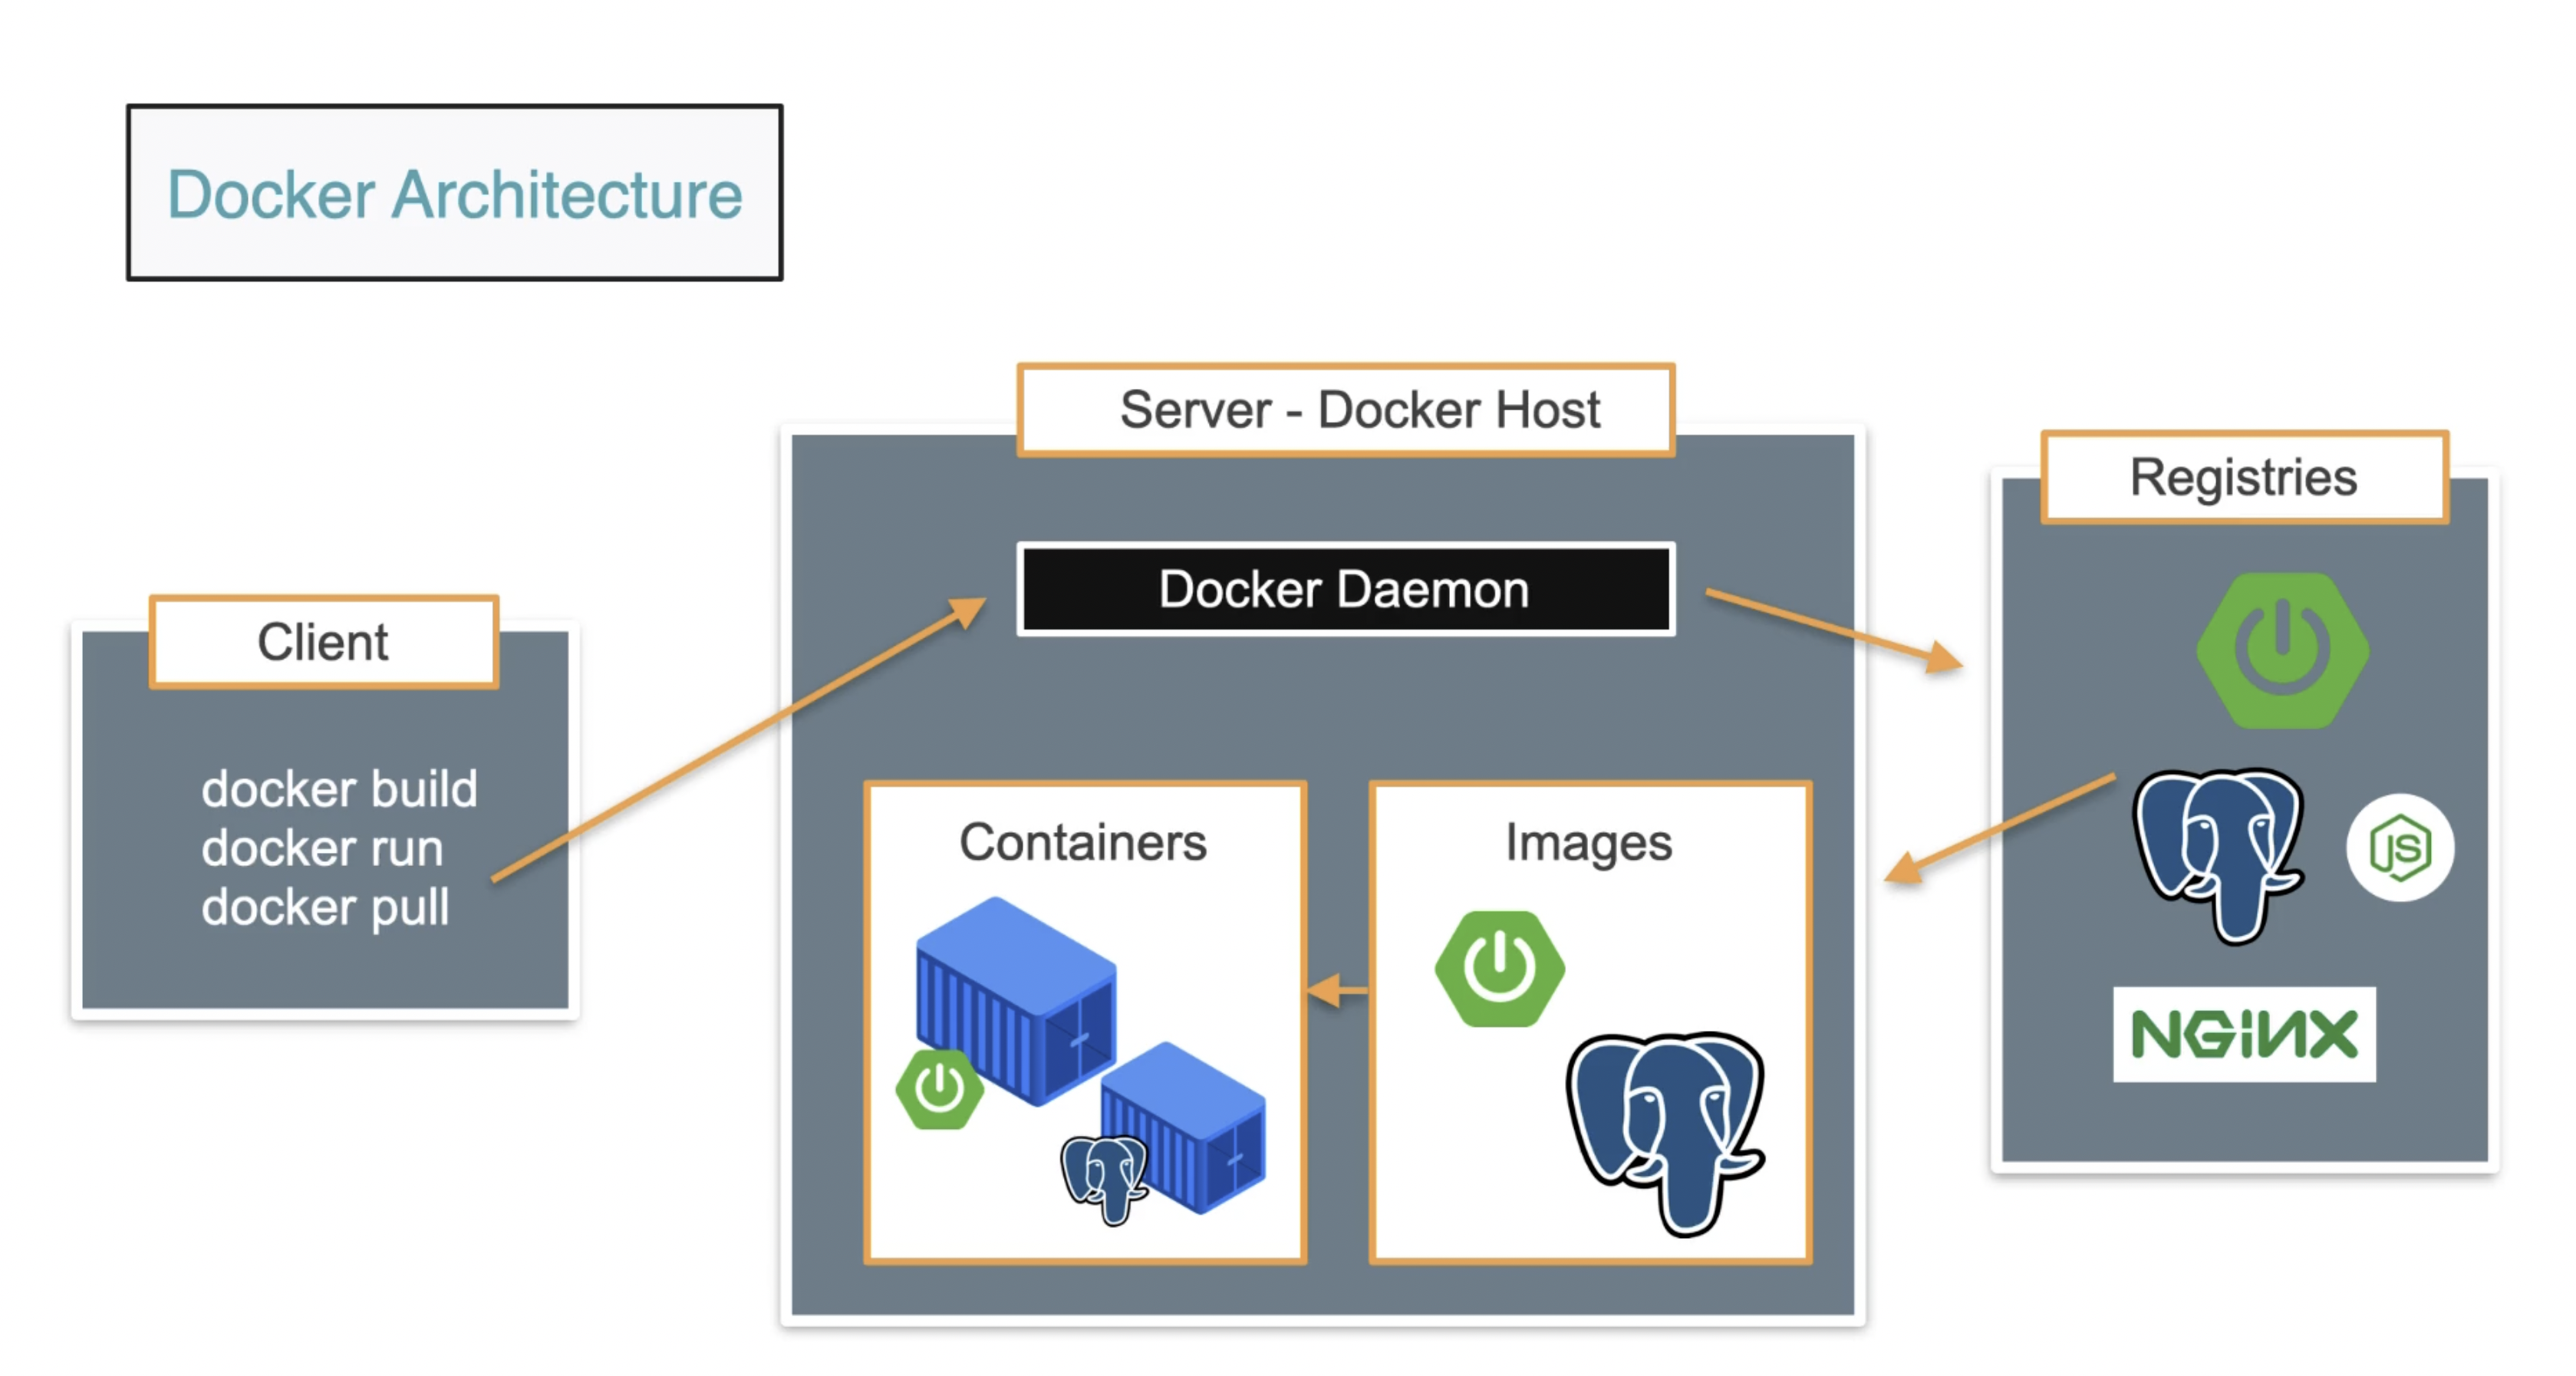 Docker Architecture
Server - Docker Host
Registries
Docker Daemon
Client
docker build
docker run
docker pull
Containers
Images
JS
NGINX